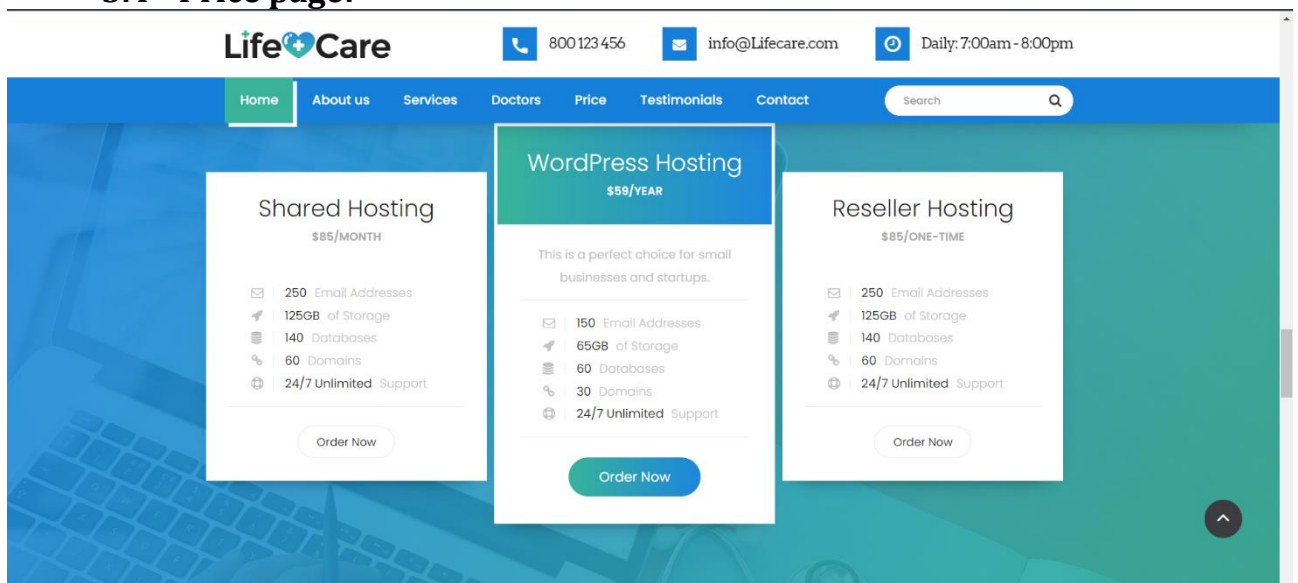 Price page:
Life Care
800 123 456
info@Lifecare.com
Daily: 7:00am - 8:00pm
Home
About us
Services
Doctors
Price
Testimonials
Contact
Search
Shared Hosting
$85/MONTH
250 Email Addresses
125GB of Storage
140 Databases
60 Domains
24/7 Unlimited Support
Order Now
WordPress Hosting
$59/YEAR
This is a perfect choice for small
businesses and startups.
150 Email Addresses
65GB of Storage
60 Databases
30 Domains
24/7 Unlimited Support
Order Now
Reseller Hosting
$85/ONE-TIME
250 Email Addresses
125GB of Storage
140 Databases
60 Domains
24/7 Unlimited Support
Order Now